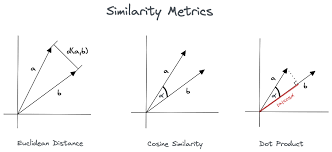 Similarity Metrics
d(a,b)
a
b
Euclidean Distance
a
α
b
Cosine Similarity
a
α
b
Dot Product